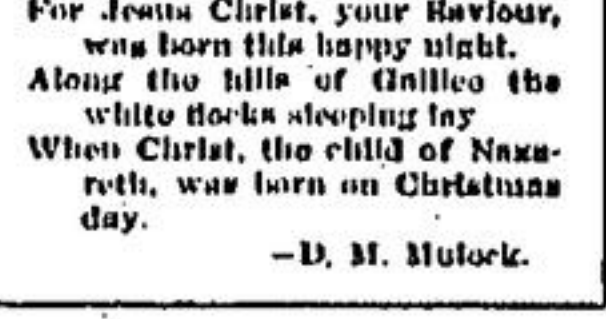 For Jesus Christ, your Saviour,
was born this happy night.
Along the hills of Galilee the
white flocks sleeping lay
When Christ, the child of Naza-
reth, was born on Christmas
day.
—D. M. Mulock.